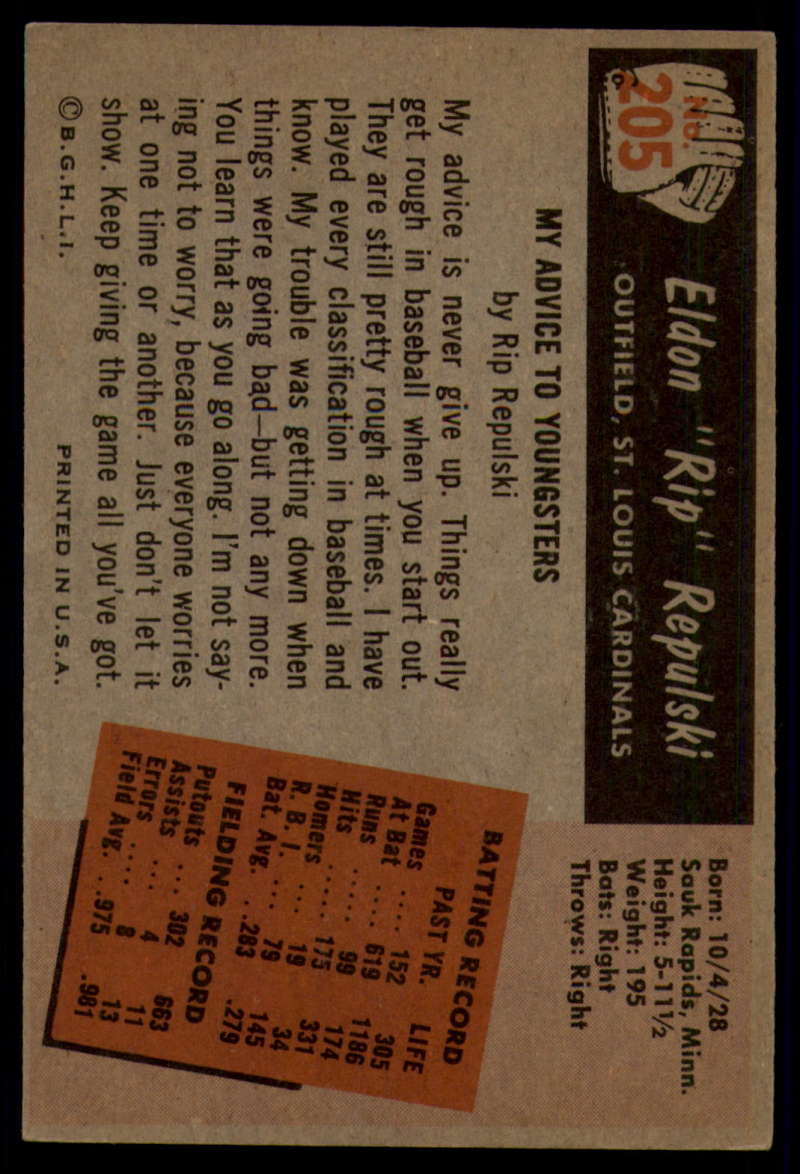 No.
205
Eldon "Rip" Repulski
OUTFIELD, ST. LOUIS CARDINALS
Born: 10/4/28
Sauk Rapids, Minn.
Height: 5-11½
Weight: 195
Bats: Right
Throws: Right
MY ADVICE TO YOUNGSTERS
by Rip Repulski
My advice is never give up. Things really
get rough in baseball when you start out.
They are still pretty rough at times. I have
played every classification in baseball and
know. My trouble was getting down when
things were going bad—but not any more.
You learn that as you go along. I'm not say-
ing not to worry, because everyone worries
at one time or another. Just don't let it
show. Keep giving the game all you've got.
© B.G.H.L.I. PRINTED IN U.S.A.
BATTING RECORD
PAST YR. LIFE
Games .... 152 305
At Bat .... 619 1186
Runs ..... 99 174
Hits ...... 175 331
Homers ... 19 34
R. B. I. ... 79 145
Bat. Avg. . .283 .279
FIELDING RECORD
Putouts ... 302 663
Assists ... 4 11
Errors .... 8 13
Field Avg. . .975 .981